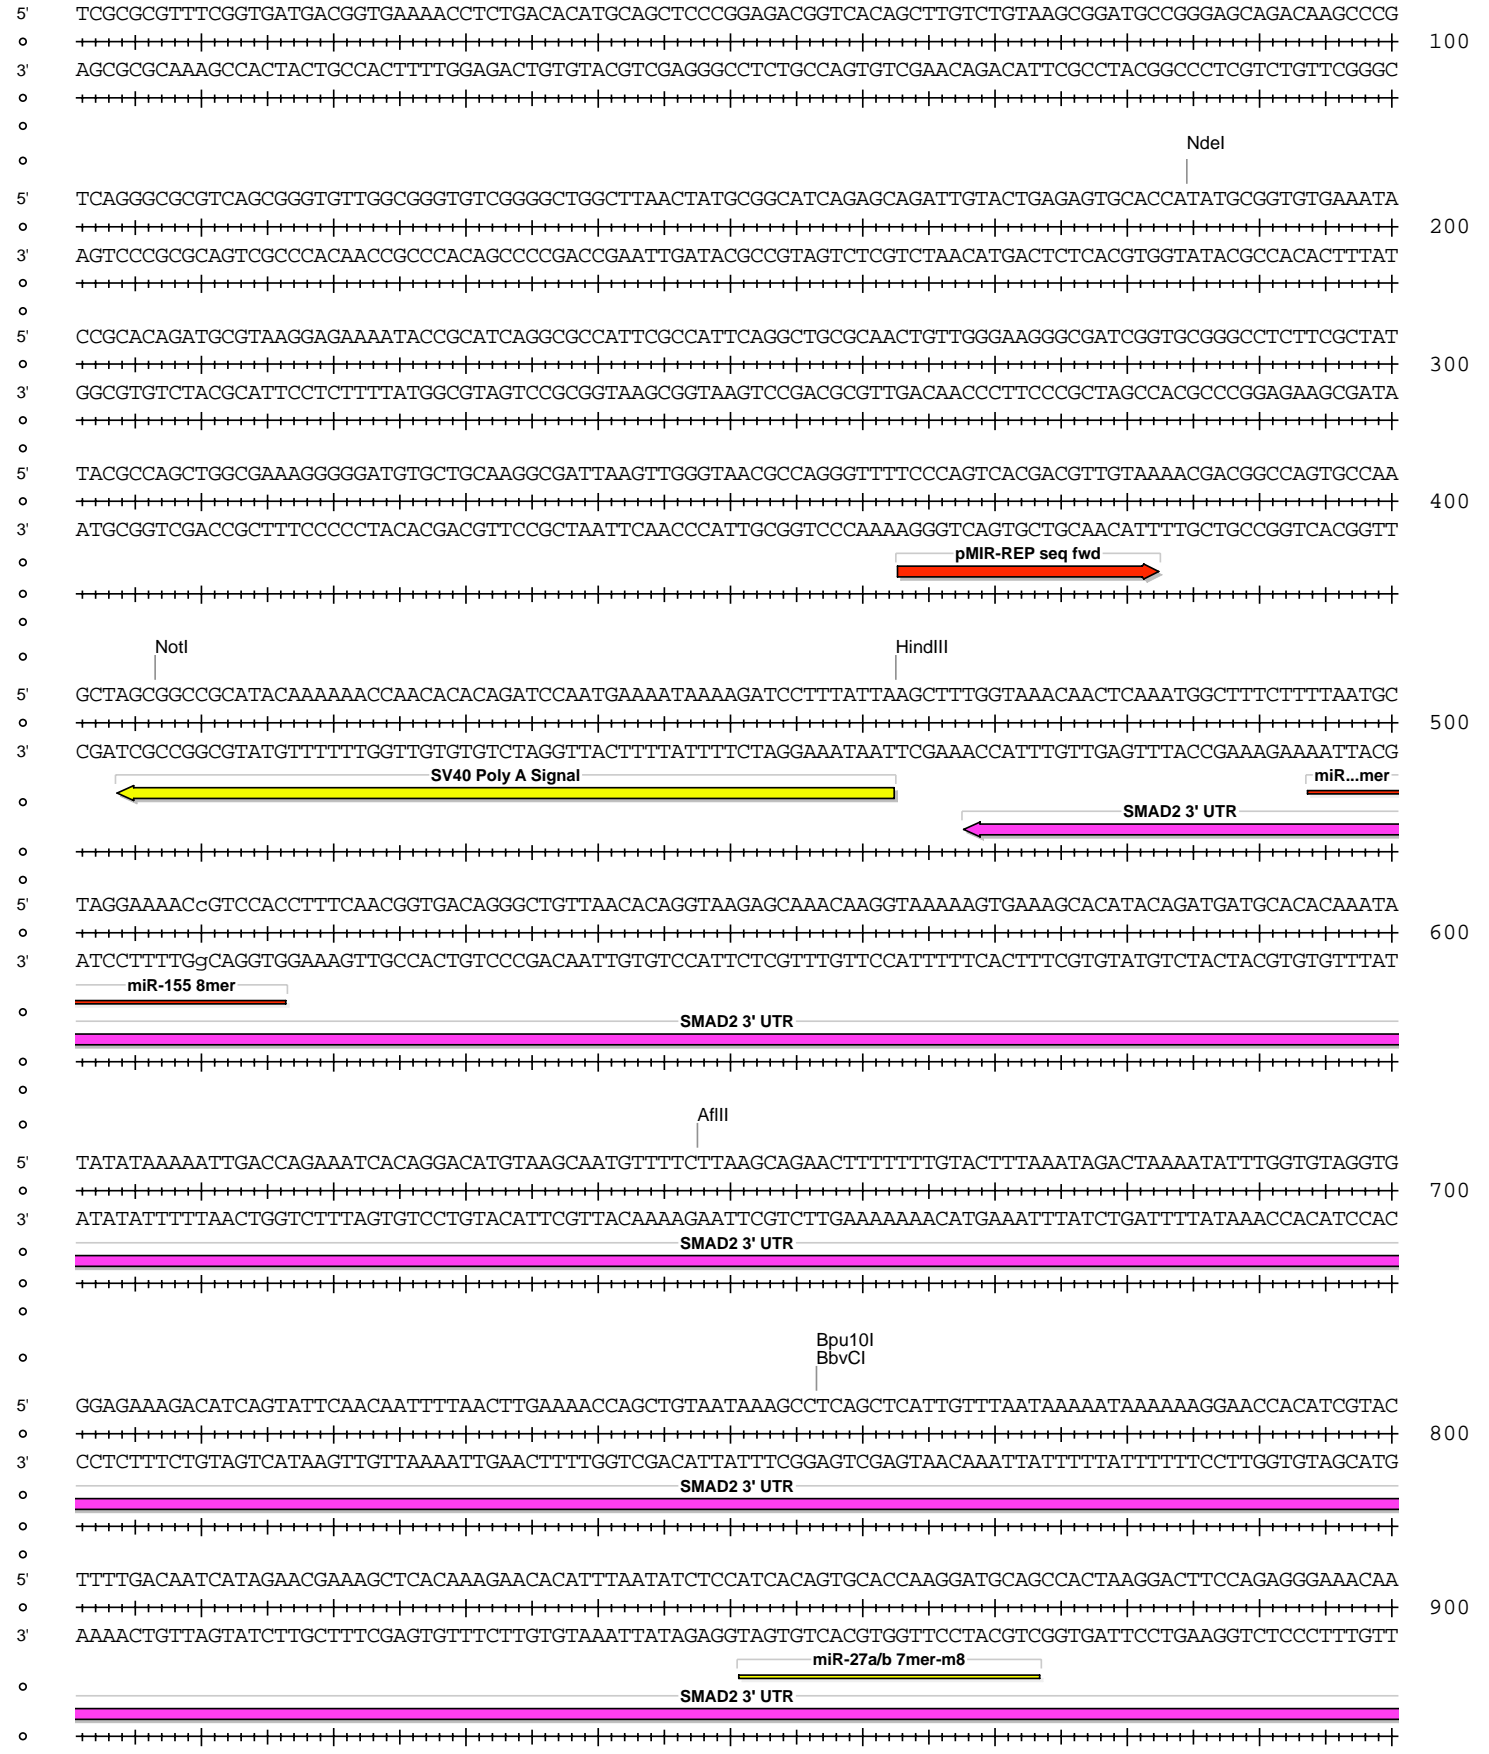 5' TCGCGCGTTTCGGTGATGACGGTGAAAACCTCTGACACATGCAGCTCCCGGAGACGGTCACAGCTTGTCTGTAAGCGGATGCCGGGAGCAGACAAGCCCG
100
3' AGCGCGCAAAGCCACTACTGCCACTTTTGGAGACTGTGTACGTCGAGGGCCTCTGCCAGTGTCGAACAGACATTCGCCTACGGCCCTCGTCTGTTCGGGC
NdeI
5' TCAGGGCGCGTCAGCGGGTGTTGGCGGGTGTCGGGGCTGGCTTAACTATGCGGCATCAGAGCAGATTGTACTGAGAGTGCACCATATGCGGTGTGAAATA
200
3' AGTCCCGCGCAGTCGCCCACAACCGCCCACAGCCCCGACCGAATTGATACGCCGTAGTCTCGTCTAACATGACTCTCACGTGGTATACGCCACACTTTAT
5' CCGCACAGATGCGTAAGGAGAAAATACCGCATCAGGCGCCATTCGCCATTCAGGCTGCGCAACTGTTGGGAAGGGCGATCGGTGCGGGCCTCTTCGCTAT
300
3' GGCGTGTCTACGCATTCCTCTTTTATGGCGTAGTCCGCGGTAAGCGGTAAGTCCGACGCGTTGACAACCCTTCCCGCTAGCCACGCCCGGAGAAGCGATA
5' TACGCCAGCTGGCGAAAGGGGGATGTGCTGCAAGGCGATTAAGTTGGGTAACGCCAGGGTTTTCCCAGTCACGACGTTGTAAAACGACGGCCAGTGCCAA
400
3' ATGCGGTCGACCGCTTTCCCCCTACACGACGTTCCGCTAATTCAACCCATTGCGGTCCCAAAAGGGTCAGTGCTGCAACATTTTGCTGCCGGTCACGGTT
pMIR-REP seq fwd
NotI HindIII
5' GCTAGCGGCCGCATACAAAAAACCAACACACAGATCCAATGAAAATAAAAGATCCTTTATTAAGCTTTGGTAAACAACTCAAATGGCTTTCTTTTAATGC
500
3' CGATCGCCGGCGTATGTTTTTTGGTTGTGTGTCTAGGTTACTTTTATTTTCTAGGAAATAATTCGAAACCATTTGTTGAGTTTACCGAAAGAAAATTACG
SV40 Poly A Signal miR...mer
SMAD2 3' UTR
5' TAGGAAAACcGTCCACCTTTCAACGGTGACAGGGCTGTTAACACAGGTAAGAGCAAACAAGGTAAAAAGTGAAAGCACATACAGATGATGCACACAAATA
600
3' ATCCTTTTGgCAGGTGGAAAGTTGCCACTGTCCCGACAATTGTGTCCATTCTCGTTTGTTCCATTTTTCACTTTCGTGTATGTCTACTACGTGTGTTTAT
miR-155 8mer
SMAD2 3' UTR
AflII
5' TATATAAAAATTGACCAGAAATCACAGGACATGTAAGCAATGTTTTCTTAAGCAGAACTTTTTTTGTACTTTAAATAGACTAAAATATTTGGTGTAGGTG
700
3' ATATATTTTTAACTGGTCTTTAGTGTCCTGTACATTCGTTACAAAAGAATTCGTCTTGAAAAAAACATGAAATTTATCTGATTTTATAAACCACATCCAC
SMAD2 3' UTR
Bpu10I
BbvCI
5' GGAGAAAGACATCAGTATTCAACAATTTTAACTTGAAAACCAGCTGTAATAAAGCCTCAGCTCATTGTTTAATAAAAATAAAAAAGGAACCACATCGTAC
800
3' CCTCTTTCTGTAGTCATAAGTTGTTAAAATTGAACTTTTGGTCGACATTATTTCGGAGTCGAGTAACAAATTATTTTTATTTTTTCCTTGGTGTAGCATG
SMAD2 3' UTR
5' TTTTGACAATCATAGAACGAAAGCTCACAAAGAACACATTTAATATCTCCATCACAGTGCACCAAGGATGCAGCCACTAAGGACTTCCAGAGGGAAACAA
900
3' AAAACTGTTAGTATCTTGCTTTCGAGTGTTTCTTGTGTAAATTATAGAGGTAGTGTCACGTGGTTCCTACGTCGGTGATTCCTGAAGGTCTCCCTTTGTT
miR-27a/b 7mer-m8
SMAD2 3' UTR